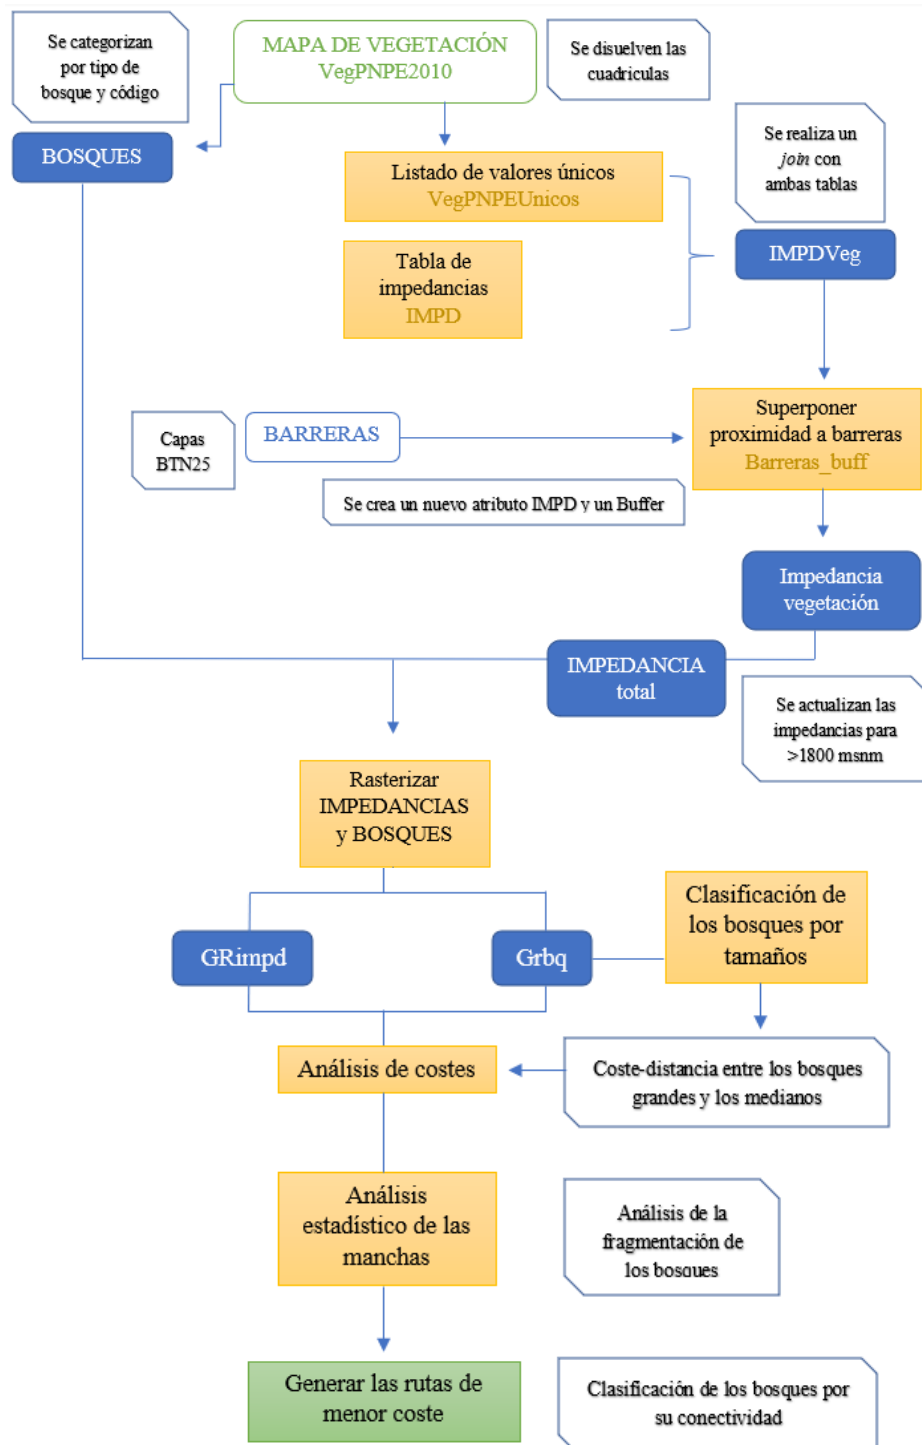 Se categorizan
por tipo de
bosque y código
MAPA DE VEGETACIÓN
VegPNPE2010
Se disuelven las
cuadriculas
BOSQUES
Listado de valores únicos
VegPNPEUnicos
Se realiza un
join con
ambas tablas
Tabla de
impedancias
IMPD
IMPDVeg
Capas
BTN25
BARRERAS
Superponer
proximidad a barreras
Barreras_buff
Se crea un nuevo atributo IMPD y un Buffer
Impedancia
vegetación
IMPEDANCIA
total
Se actualizan las
impedancias para
>1800 msnm
Rasterizar
IMPEDANCIAS
y BOSQUES
GRimpd
Grbq
Clasificación de
los bosques por
tamaños
Análisis de costes
Coste-distancia entre los bosques
grandes y los medianos
Análisis
estadístico de las
manchas
Análisis de la
fragmentación de
los bosques
Generar las rutas de
menor coste
Clasificación de los bosques por
su conectividad